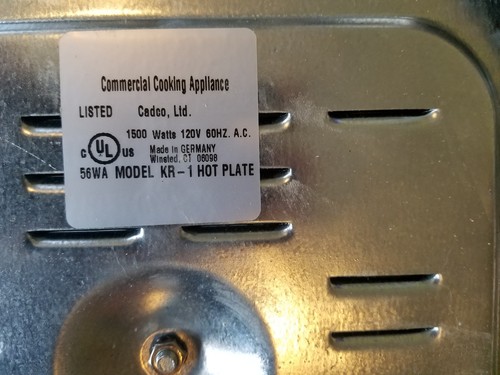 Commercial Cooking Appliance
LISTED Cadco, Ltd.
1500 Watts 120V 60HZ. A.C.
C UL US Made in GERMANY
Winsted, CT 06098
56WA MODEL KR-1 HOT PLATE